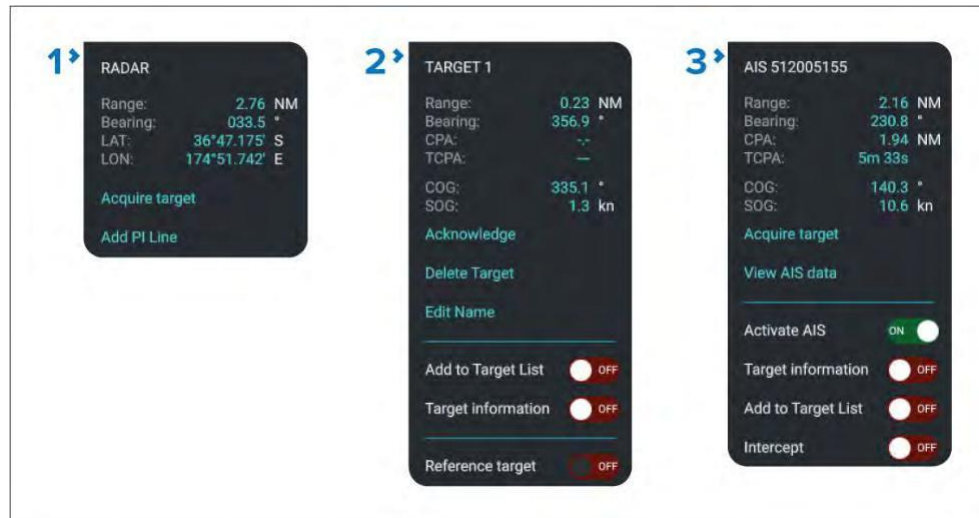 1
RADAR
Range: 2.76 NM
Bearing: 033.5 °
LAT: 36°47.175' S
LON: 174°51.742' E
Acquire target
Add PI Line
2
TARGET 1
Range: 0.23 NM
Bearing: 356.9 °
CPA: -.-
TCPA: ---
COG: 335.1 °
SOG: 1.3 kn
Acknowledge
Delete Target
Edit Name
Add to Target List OFF
Target information OFF
Reference target OFF
3
AIS 512005155
Range: 2.16 NM
Bearing: 230.8 °
CPA: 1.94 NM
TCPA: 5m 33s
COG: 140.3 °
SOG: 10.6 kn
Acquire target
View AIS data
Activate AIS ON
Target information OFF
Add to Target List OFF
Intercept OFF